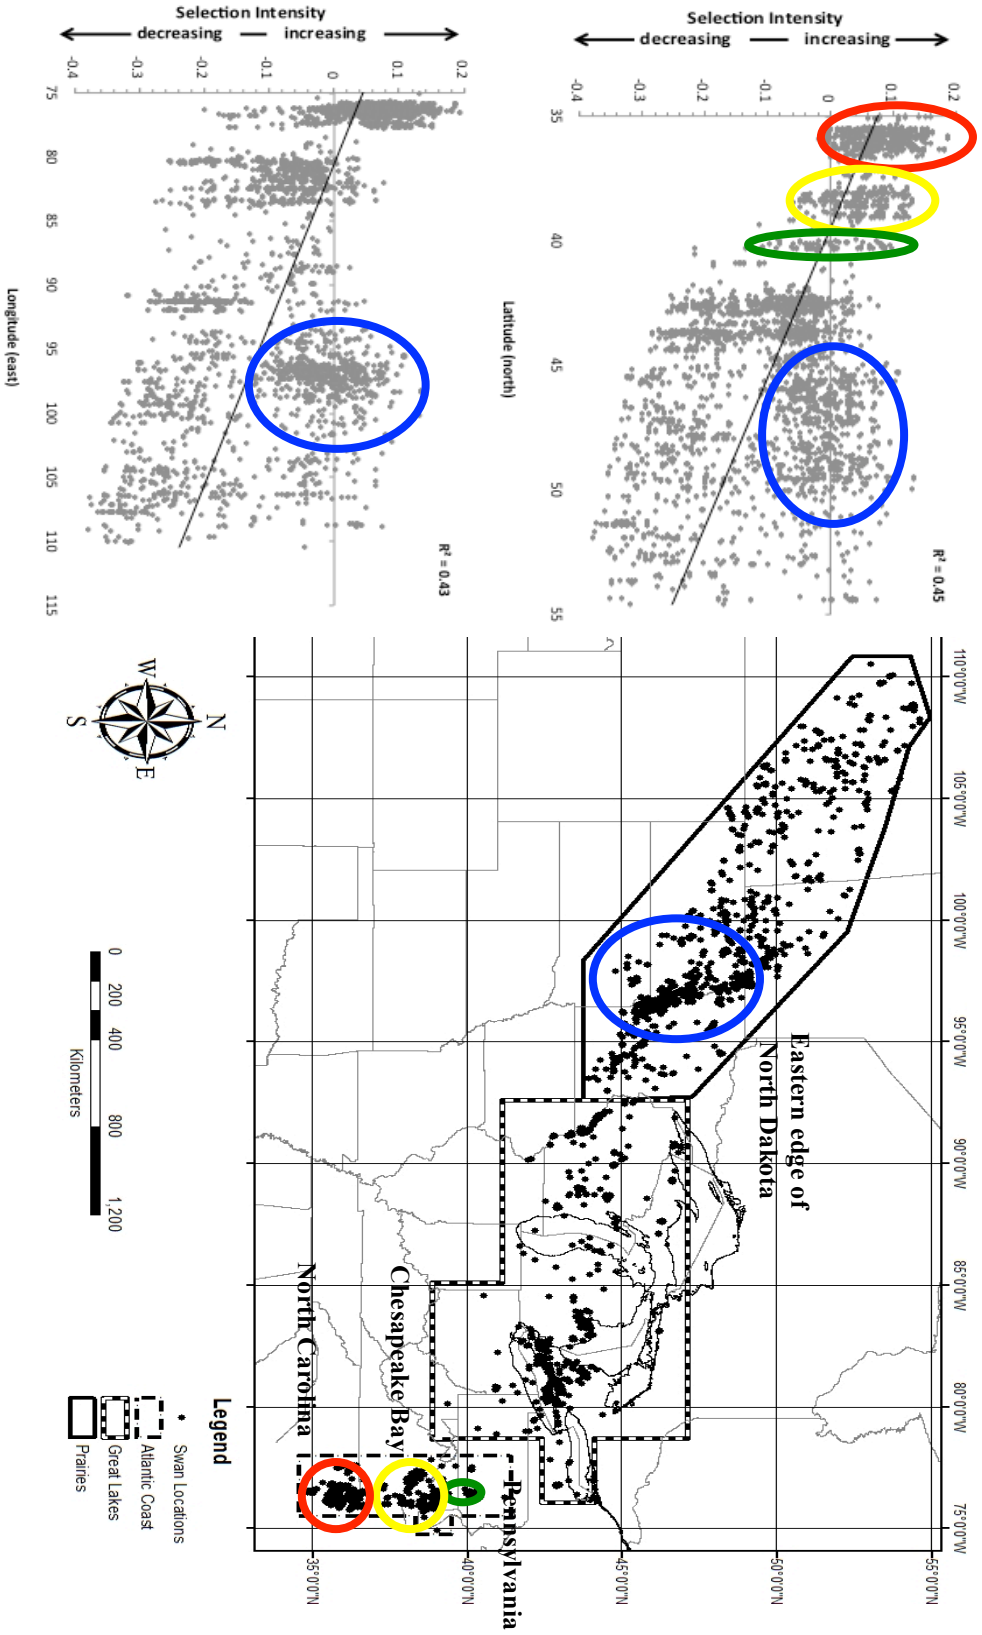 Selection Intensity
decreasing — increasing
-0.4 -0.3 -0.2 -0.1 0 0.1 0.2
75
80
85
90
95
100
105
110
115
Longitude (east)
R² = 0.43
Selection Intensity
decreasing — increasing
-0.4 -0.3 -0.2 -0.1 0 0.1 0.2
35
40
45
50
55
Latitude (north)
R² = 0.45
110°0'0"W
105°0'0"W
100°0'0"W
95°0'0"W
90°0'0"W
85°0'0"W
80°0'0"W
75°0'0"W
35°0'0"N
40°0'0"N
45°0'0"N
50°0'0"N
55°0'0"N
Eastern edge of
North Dakota
Pennsylvania
Chesapeake Bay
North Carolina
N
W
E
S
0 200 400 800 1,200
Kilometers
Legend
Swan Locations
Atlantic Coast
Great Lakes
Prairies